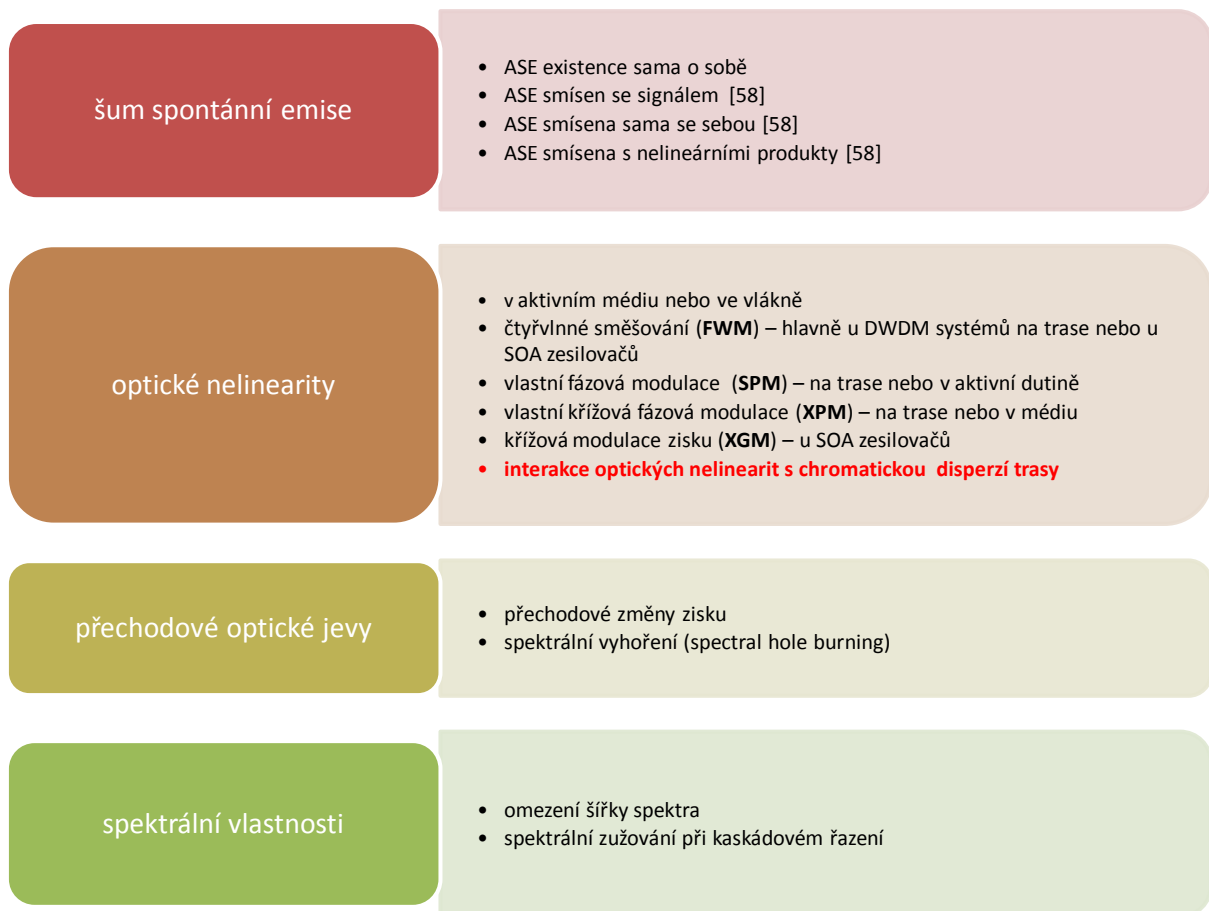 šum spontánní emise
• ASE existence sama o sobě
• ASE smísen se signálem [58]
• ASE smísena sama se sebou [58]
• ASE smísena s nelineárními produkty [58]
optické nelinearity
• v aktivním médiu nebo ve vlákně
• čtyřvlnné směšování (FWM) – hlavně u DWDM systémů na trase nebo u
SOA zesilovačů
• vlastní fázová modulace (SPM) – na trase nebo v aktivní dutině
• vlastní křížová fázová modulace (XPM) – na trase nebo v médiu
• křížová modulace zisku (XGM) – u SOA zesilovačů
• interakce optických nelinearit s chromatickou disperzí trasy
přechodové optické jevy
• přechodové změny zisku
• spektrální vyhoření (spectral hole burning)
spektrální vlastnosti
• omezení šířky spektra
• spektrální zužování při kaskádovém řazení